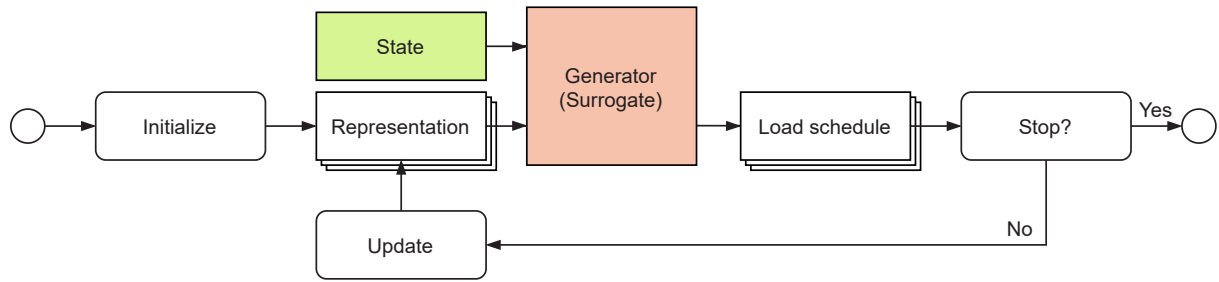 State
Generator
(Surrogate)
Initialize
Representation
Load schedule
Stop?
Yes
No
Update